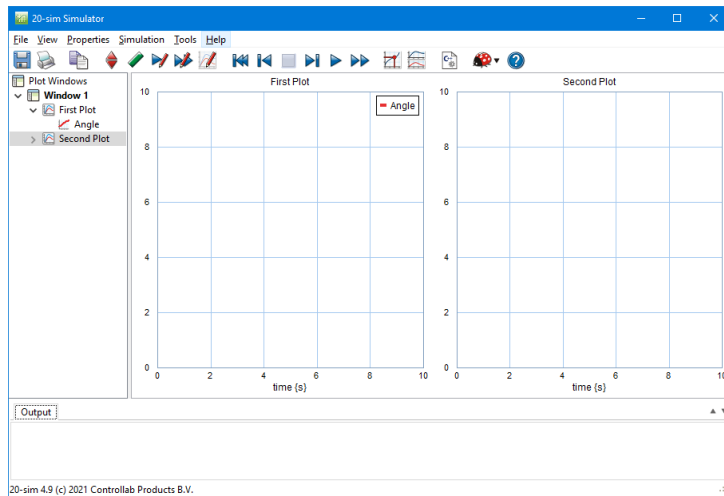 20-sim Simulator
File View Properties Simulation Tools Help
Plot Windows
Window 1
First Plot
Angle
Second Plot
First Plot
Angle
10
8
6
4
2
0
0 2 4 6 8 10
time {s}
Second Plot
10
8
6
4
2
0
0 2 4 6 8 10
time {s}
Output
20-sim 4.9 (c) 2021 Controllab Products B.V.